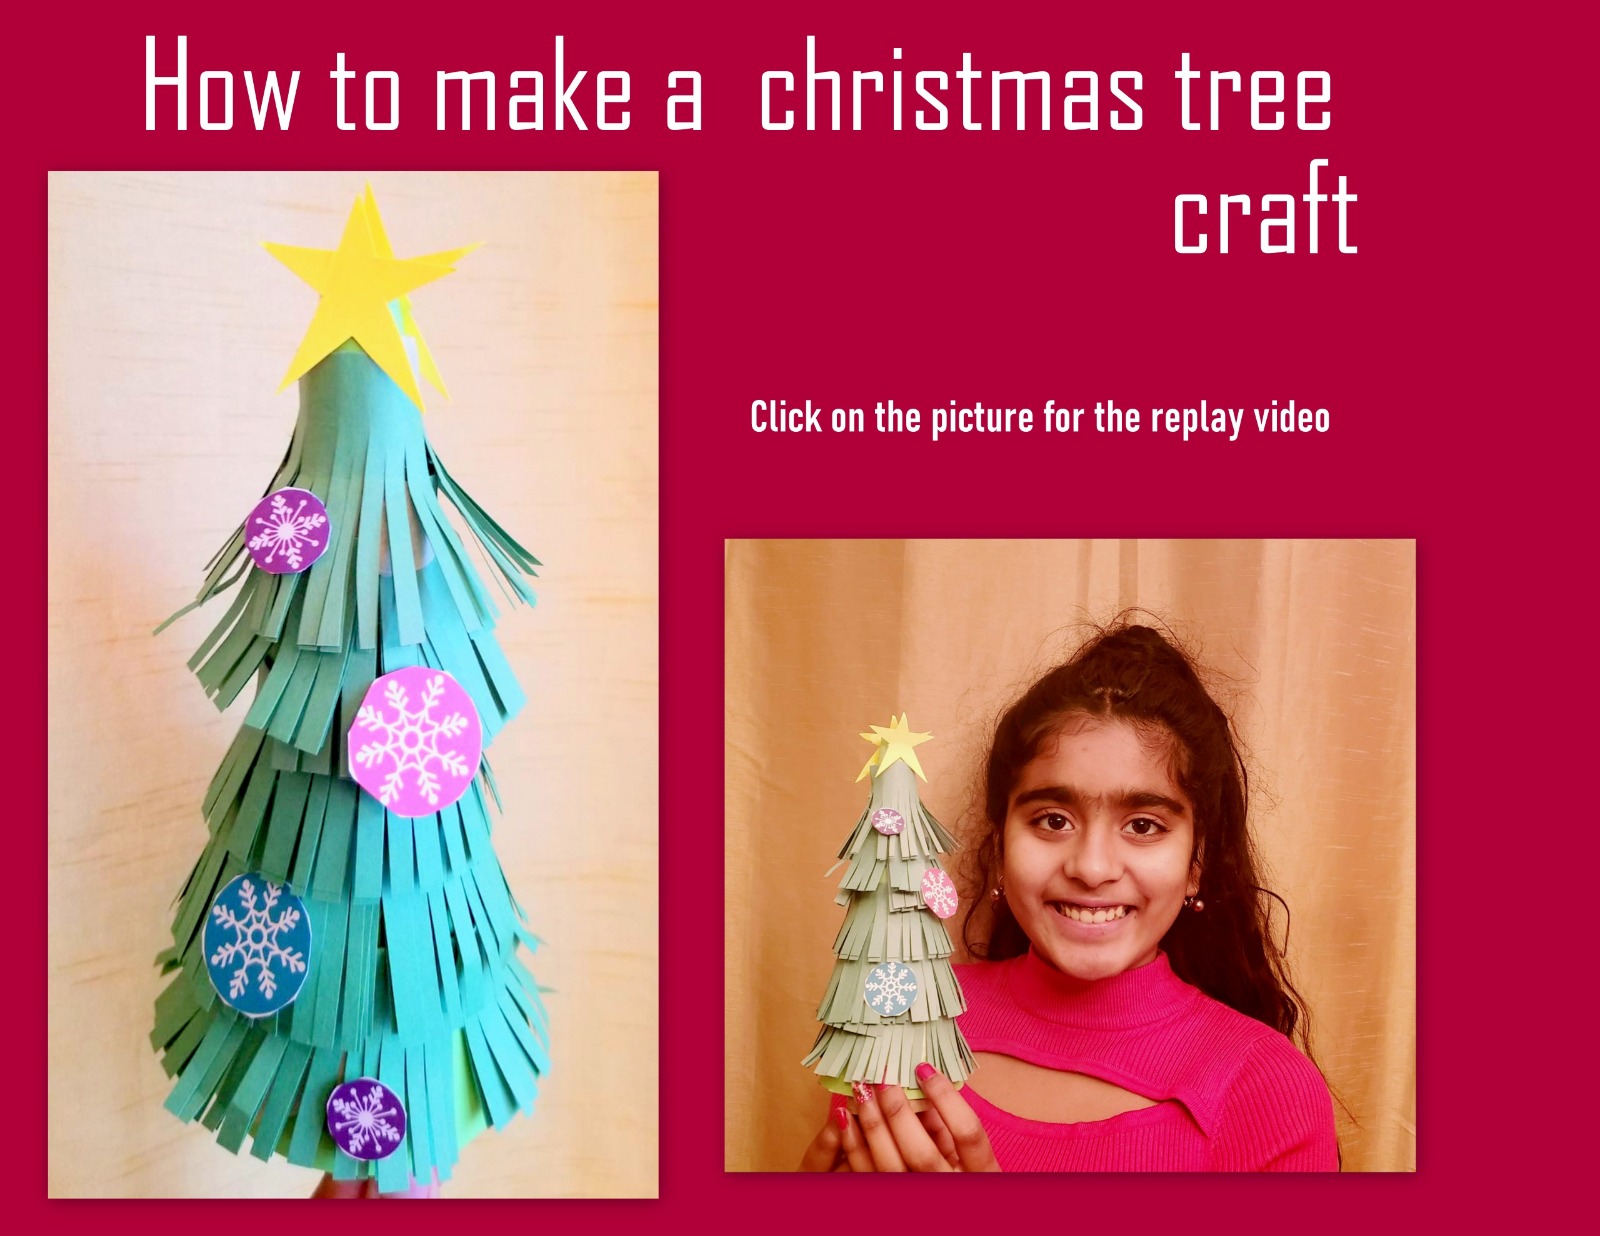 How to make a christmas tree
craft
Click on the picture for the replay video